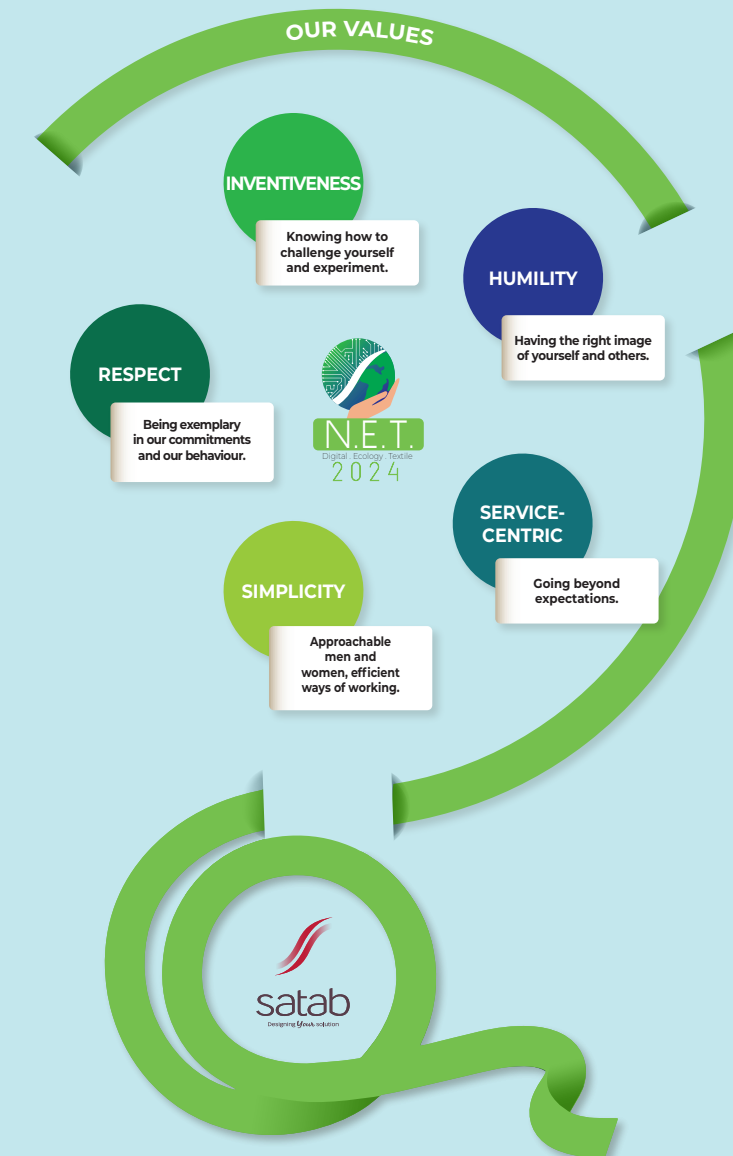 OUR VALUES
INVENTIVENESS
Knowing how to
challenge yourself
and experiment.
HUMILITY
Having the right image
of yourself and others.
RESPECT
Being exemplary
in our commitments
and our behaviour.
N.E.T.
Digital . Ecology . Textile
2024
SERVICE-
CENTRIC
Going beyond
expectations.
SIMPLICITY
Approachable
men and
women, efficient
ways of working.
satab
Designing Your solution